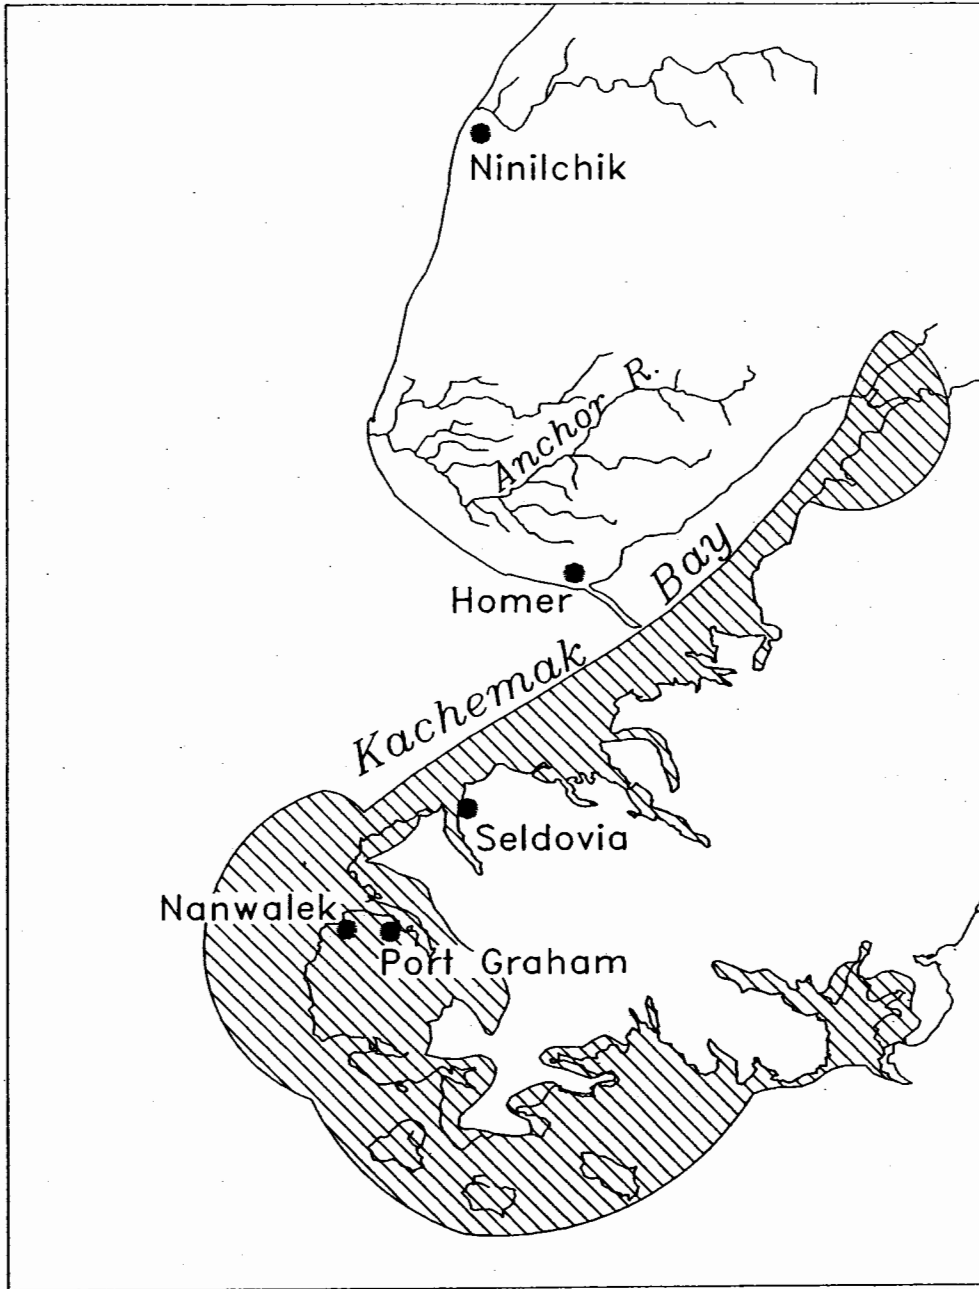 Ninilchik
Anchor R.
Homer
Kachemak Bay
Seldovia
Nanwalek
Port Graham